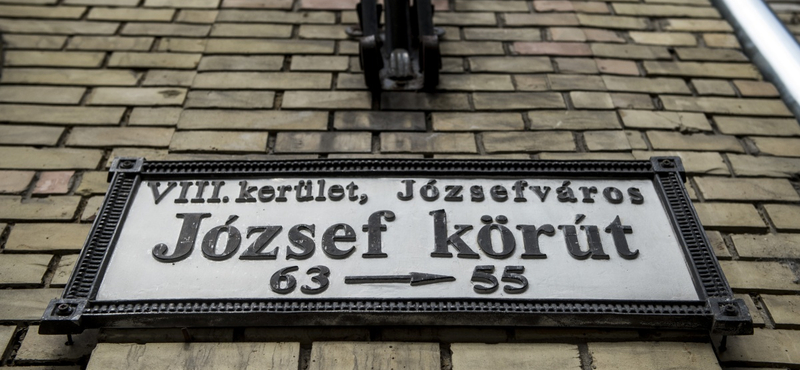 VIII. kerület, Józsefváros
József körút
63 → 55